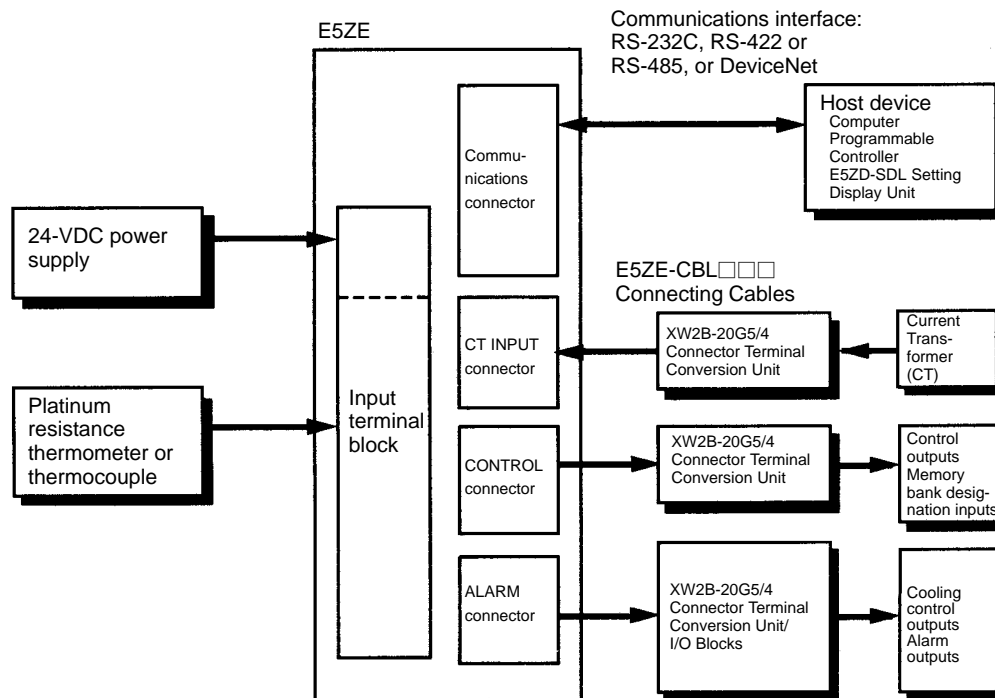 E5ZE
Communications interface:
RS-232C, RS-422 or
RS-485, or DeviceNet
Host device
Computer
Programmable
Controller
E5ZD-SDL Setting
Display Unit
Commu-
nications
connector
24-VDC power
supply
E5ZE-CBL□□□
Connecting Cables
CT INPUT
connector
XW2B-20G5/4
Connector Terminal
Conversion Unit
Current
Trans-
former
(CT)
Platinum
resistance
thermometer or
thermocouple
Input
terminal
block
CONTROL
connector
XW2B-20G5/4
Connector Terminal
Conversion Unit
Control
outputs
Memory
bank desig-
nation inputs
ALARM
connector
XW2B-20G5/4
Connector Terminal
Conversion Unit/
I/O Blocks
Cooling
control
outputs
Alarm
outputs